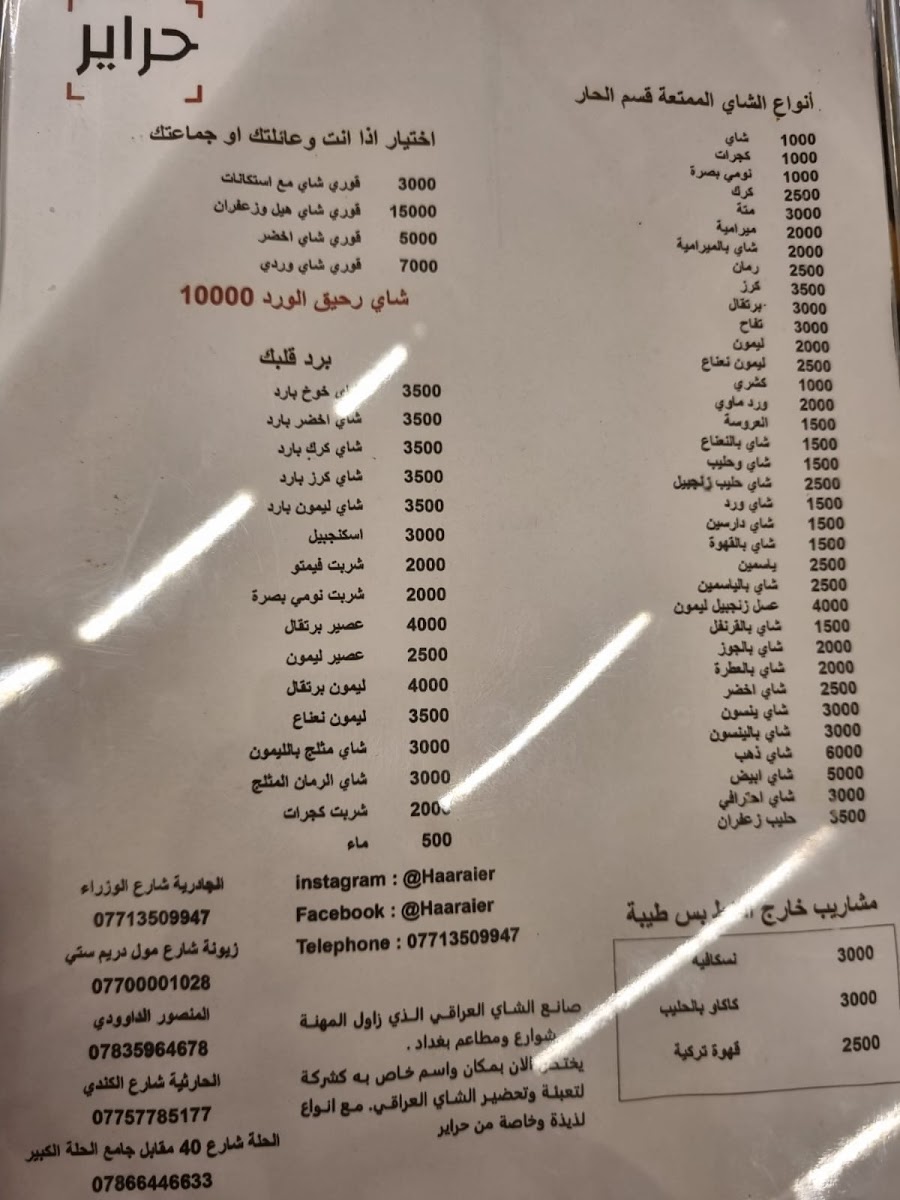 حراير
أنواع الشاي الممتعة قسم الحار
شاي 1000
كجرات 1000
نومي بصرة 1000
كرك 2500
متة 3000
ميرامية 2000
شاي بالميرامية 2000
رمان 2500
كرز 3500
برتقال 3000
تفاح 3000
ليمون 2000
ليمون نعناع 2500
كشري 1000
ورد ماوي 2000
العروسة 1500
شاي بالنعناع 1500
شاي وحليب 1500
شاي حليب زنجبيل 2500
شاي ورد 1500
شاي دارسين 1500
شاي بالقهوة 1500
ياسمين 2500
شاي بالياسمين 2500
عسل زنجبيل ليمون 4000
شاي بالقرنفل 1500
شاي بالجوز 2000
شاي بالعطرة 2000
شاي اخضر 2500
شاي ينسون 3000
شاي بالينسون 3000
شاي ذهب 6000
شاي ابيض 5000
شاي احترافي 3000
حليب زعفران 3500
مشاريب خارج بس طيبة
نسكافيه 3000
كاكاو بالحليب 3000
قهوة تركية 2500
اختيار اذا انت وعائلتك او جماعتك
قوري شاي مع استكانات 3000
قوري شاي هيل وزعفران 15000
قوري شاي اخضر 5000
قوري شاي وردي 7000
شاي رحيق الورد 10000
برد قلبك
شاي خوخ بارد 3500
شاي اخضر بارد 3500
شاي كرك بارد 3500
شاي كرز بارد 3500
شاي ليمون بارد 3500
اسكنجبيل 3000
شربت فيمتو 2000
شربت نومي بصرة 2000
عصير برتقال 4000
عصير ليمون 2500
ليمون برتقال 4000
ليمون نعناع 3500
شاي مثلج بالليمون 3000
شاي الرمان المثلج 3000
شربت كجرات 2000
ماء 500
instagram : @Haaraier
Facebook : @Haaraier
Telephone : 07713509947
صانع الشاي العراقي الذي زاول المهنة
شوارع ومطاعم بغداد .
يختص الان بمكان واسم خاص به كشركة
لتعبئة وتحضير الشاي العراقي. مع انواع
لذيذة وخاصة من حراير
الجادرية شارع الوزراء
07713509947
زيونة شارع مول دريم ستي
07700001028
المنصور الداوودي
07835964678
الحارثية شارع الكندي
07757785177
الحلة شارع 40 مقابل جامع الحلة الكبير
07866446633